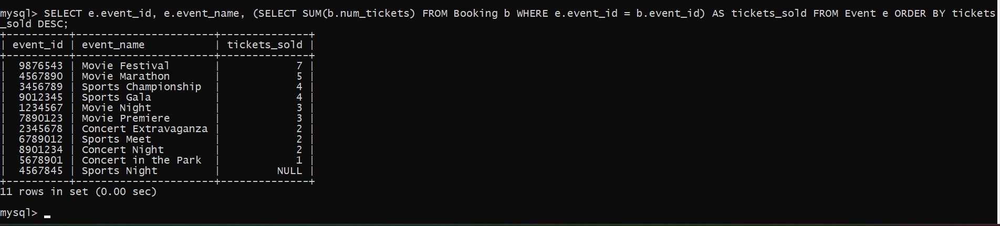 mysql> SELECT e.event_id, e.event_name, (SELECT SUM(b.num_tickets) FROM Booking b WHERE e.event_id = b.event_id) AS tickets_sold FROM Event e ORDER BY tickets
_sold DESC;
+----------+----------------------+--------------+
| event_id | event_name           | tickets_sold |
+----------+----------------------+--------------+
|  9876543 | Movie Festival       |            7 |
|  4567890 | Movie Marathon       |            5 |
|  3456789 | Sports Championship  |            4 |
|  9012345 | Sports Gala          |            4 |
|  1234567 | Movie Night          |            3 |
|  7890123 | Movie Premiere       |            3 |
|  2345678 | Concert Extravaganza |            2 |
|  6789012 | Sports Meet          |            2 |
|  8901234 | Concert Night        |            2 |
|  5678901 | Concert in the Park  |            1 |
|  4567845 | Sports Night         |         NULL |
+----------+----------------------+--------------+
11 rows in set (0.00 sec)
mysql> _